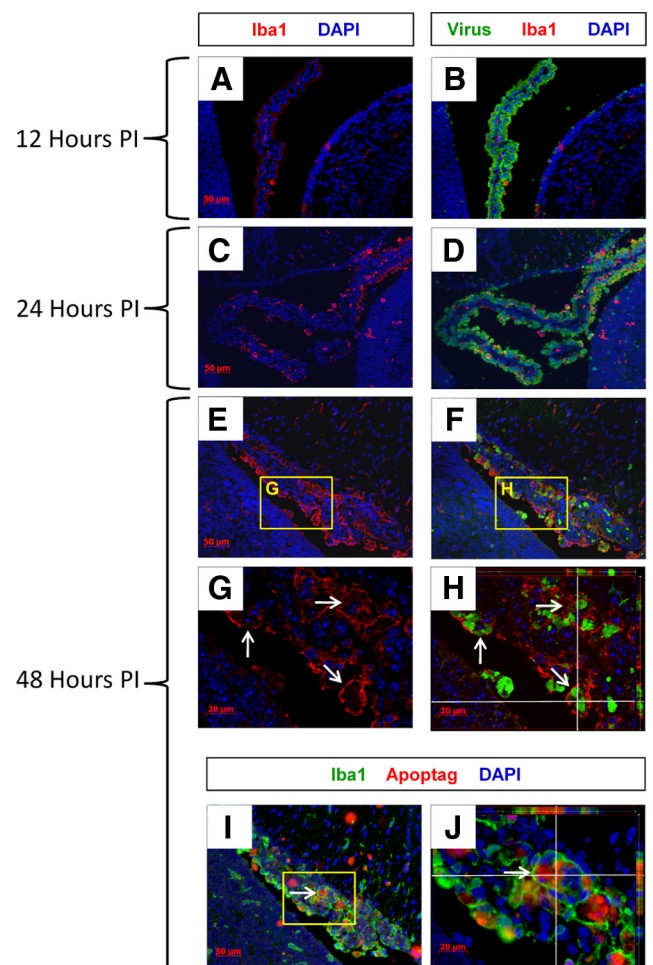 Iba1 DAPI
Virus Iba1 DAPI
12 Hours PI
A
50 µm
B
24 Hours PI
C
50 µm
D
48 Hours PI
E
G
50 µm
F
H
G
20 µm
H
20 µm
Iba1 Apoptag DAPI
I
50 µm
J
20 µm